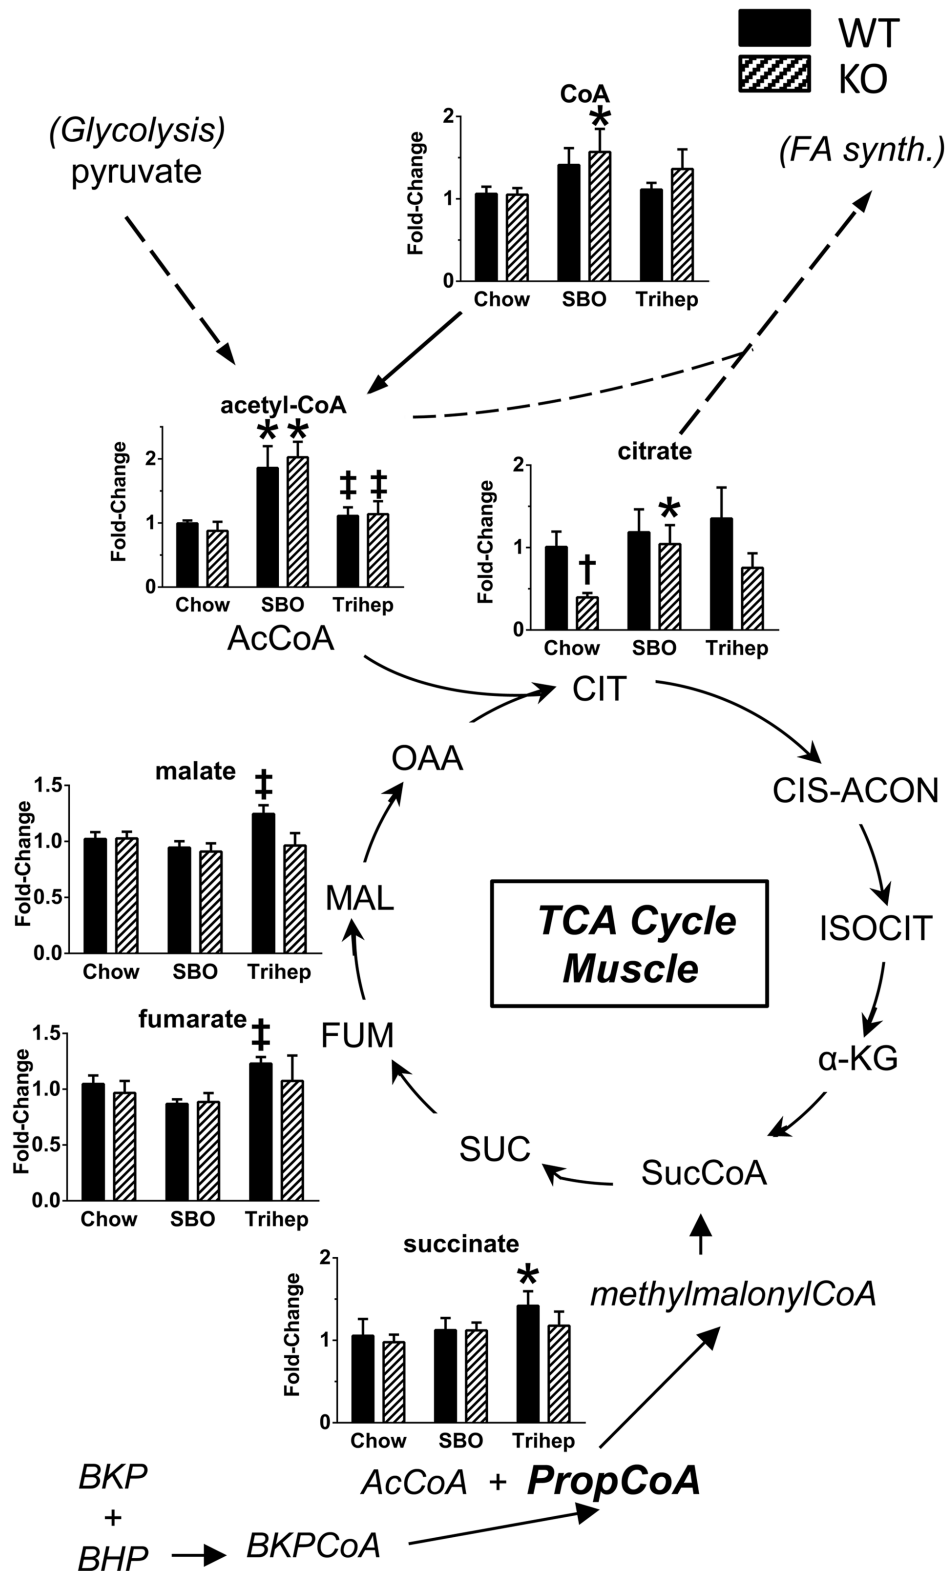 WT
KO
(Glycolysis)
pyruvate
(FA synth.)
CoA
*
Fold-Change
2
1
0
Chow SBO Trihep
acetyl-CoA
* *
‡ ‡
Fold-Change
2
1
0
Chow SBO Trihep
AcCoA
citrate
†
*
Fold-Change
2
1
0
Chow SBO Trihep
CIT
OAA
CIS-ACON
malate
‡
Fold-Change
1.5
1.0
0.5
0.0
Chow SBO Trihep
MAL
ISOCIT
TCA Cycle
Muscle
fumarate
‡
Fold-Change
1.5
1.0
0.5
0.0
Chow SBO Trihep
FUM
α-KG
SUC
SucCoA
succinate
*
Fold-Change
2
1
0
Chow SBO Trihep
methylmalonylCoA
AcCoA + PropCoA
BKP
+
BHP
BKPCoA